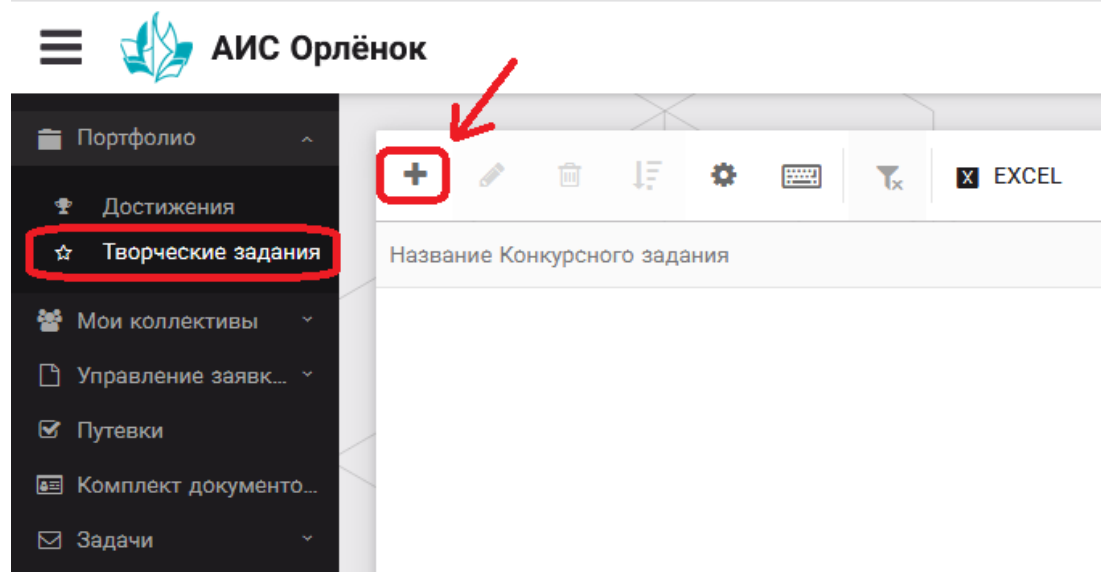 АИС Орлёнок
Портфолио
Достижения
Творческие задания
Мои коллективы
Управление заявк...
Путевки
Комплект документо...
Задачи
X EXCEL
Название Конкурсного задания